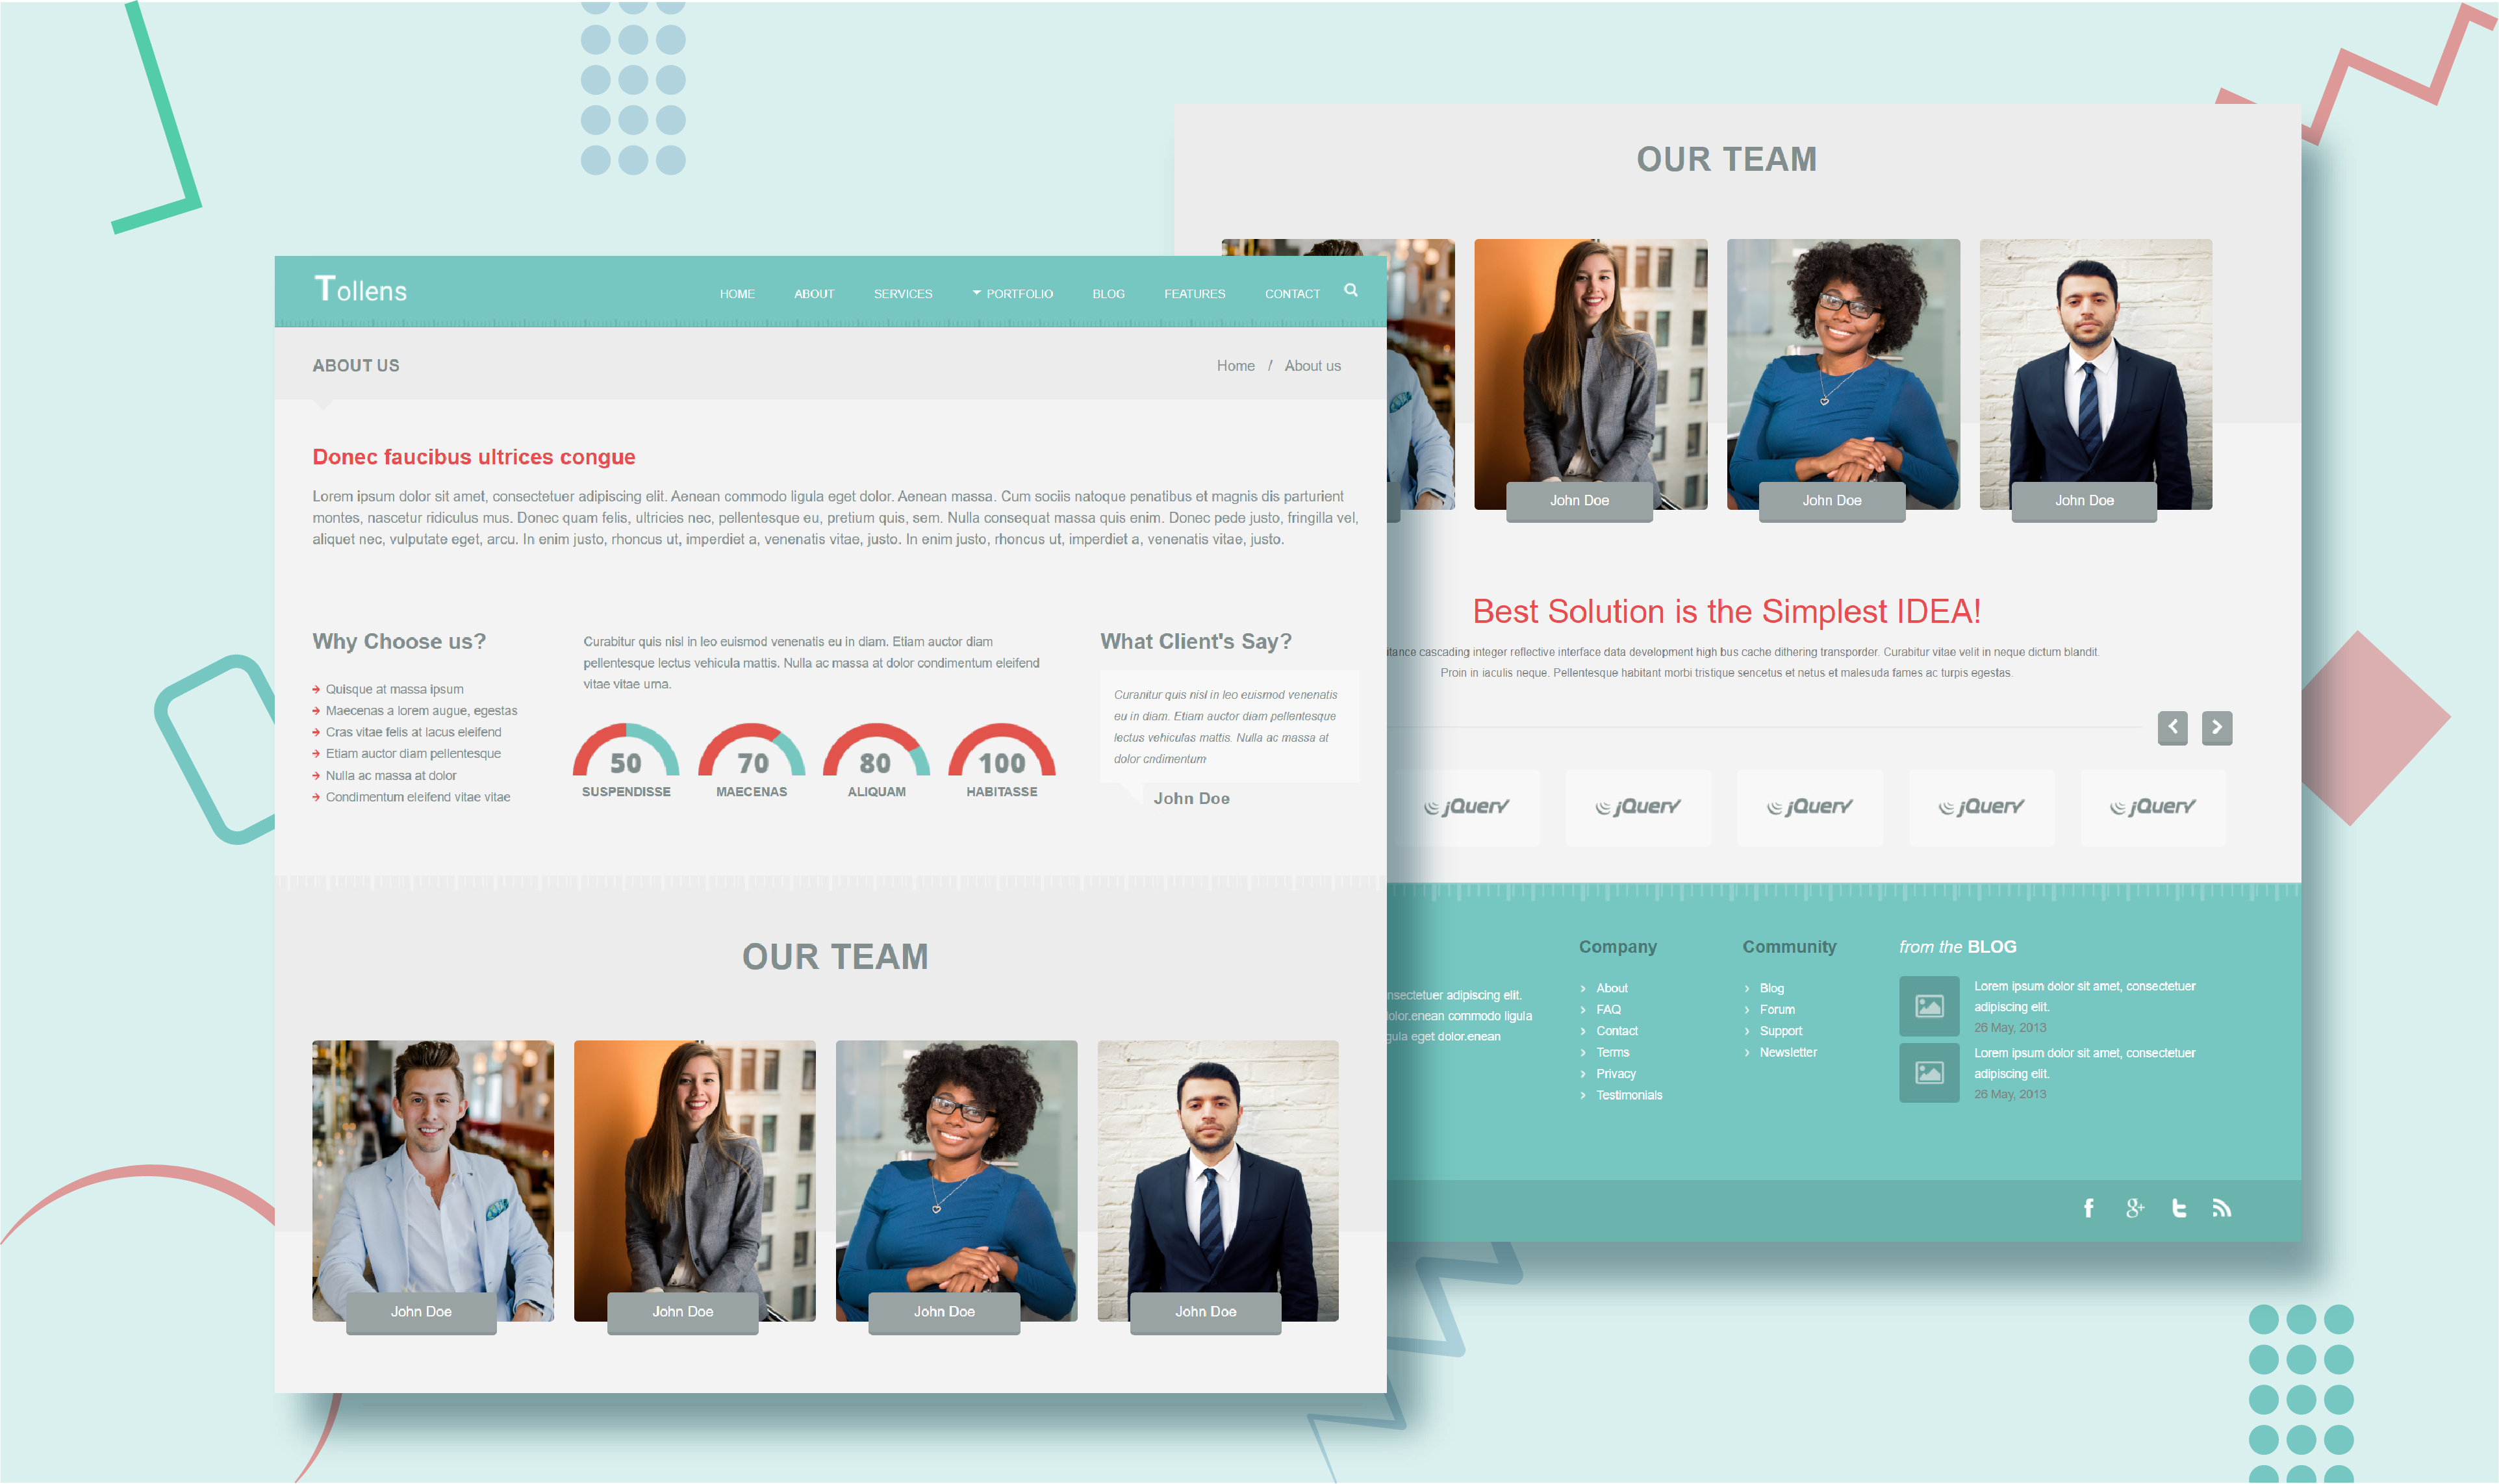 Tollens
HOME ABOUT SERVICES PORTFOLIO BLOG FEATURES CONTACT
ABOUT US
Home / About us
Donec faucibus ultrices congue
Lorem ipsum dolor sit amet, consectetuer adipiscing elit. Aenean commodo ligula eget dolor. Aenean massa. Cum sociis natoque penatibus et magnis dis parturient
montes, nascetur ridiculus mus. Donec quam felis, ultricies nec, pellentesque eu, pretium quis, sem. Nulla consequat massa quis enim. Donec pede justo, fringilla vel,
aliquet nec, vulputate eget, arcu. In enim justo, rhoncus ut, imperdiet a, venenatis vitae, justo. In enim justo, rhoncus ut, imperdiet a, venenatis vitae, justo.
Why Choose us?
Quisque at massa ipsum
Maecenas a lorem augue, egestas
Cras vitae felis at lacus eleifend
Etiam auctor diam pellentesque
Nulla ac massa at dolor
Condimentum eleifend vitae vitae
Curabitur quis nisl in leo euismod venenatis eu in diam. Etiam auctor diam
pellentesque lectus vehicula mattis. Nulla ac massa at dolor condimentum eleifend
vitae vitae urna.
50 70 80 100
SUSPENDISSE MAECENAS ALIQUAM HABITASSE
What Client's Say?
Curanitur quis nisl in leo euismod venenatis
eu in diam. Etiam auctor diam pellentesque
lectus vehiculas mattis. Nulla ac massa at
dolor cndimentum
John Doe
OUR TEAM
John Doe John Doe John Doe John Doe
OUR TEAM
John Doe John Doe John Doe
Best Solution is the Simplest IDEA!
cascading integer reflective interface data development high bus cache dithering transporder. Curabitur vitae velit in neque dictum blandit.
Proin in iaculis neque. Pellentesque habitant morbi tristique sencetus et netus et malesuda fames ac turpis egestas.
jQuery jQuery jQuery jQuery jQuery
adipiscing elit.
commodo ligula
eget dolor.enean
Company
About
FAQ
Contact
Terms
Privacy
Testimonials
Community
Blog
Forum
Support
Newsletter
from the BLOG
Lorem ipsum dolor sit amet, consectetuer
adipiscing elit.
26 May, 2013
Lorem ipsum dolor sit amet, consectetuer
adipiscing elit.
26 May, 2013
f g+ t